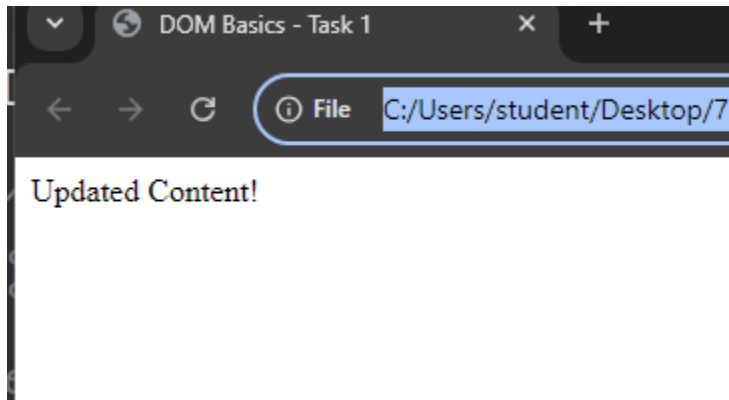 DOM Basics - Task 1
File C:/Users/student/Desktop/7
Updated Content!